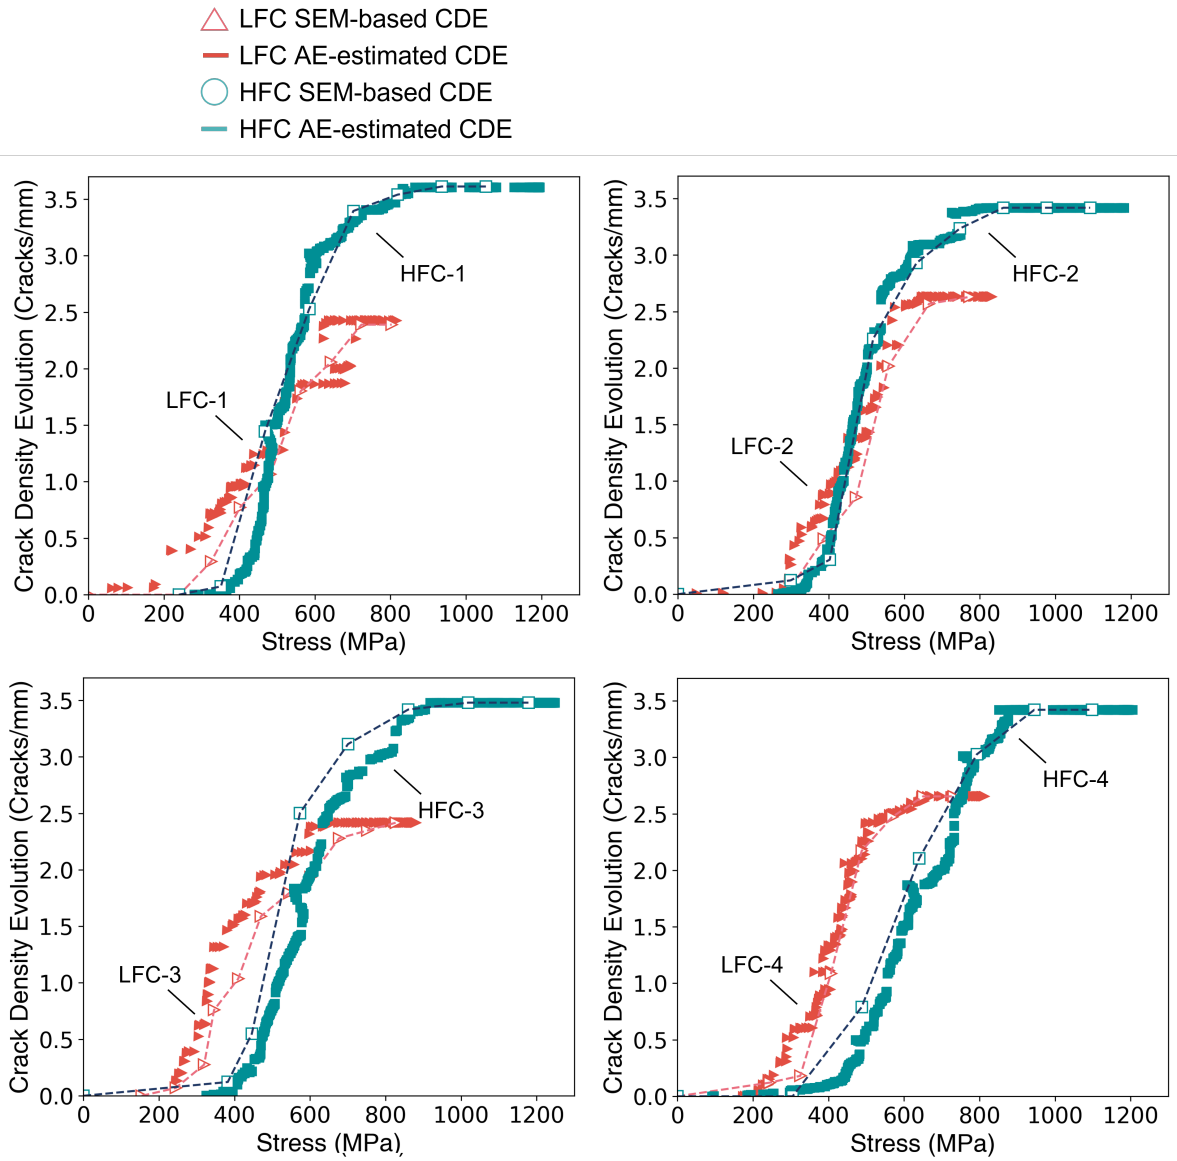 LFC SEM-based CDE
LFC AE-estimated CDE
HFC SEM-based CDE
HFC AE-estimated CDE
Crack Density Evolution (Cracks/mm)
3.5
3.0
2.5
2.0
1.5
1.0
0.5
0.0
HFC-1
LFC-1
0 200 400 600 800 1000 1200
Stress (MPa)
Crack Density Evolution (Cracks/mm)
3.5
3.0
2.5
2.0
1.5
1.0
0.5
0.0
HFC-2
LFC-2
0 200 400 600 800 1000 1200
Stress (MPa)
Crack Density Evolution (Cracks/mm)
3.5
3.0
2.5
2.0
1.5
1.0
0.5
0.0
HFC-3
LFC-3
0 200 400 600 800 1000 1200
Stress (MPa)
Crack Density Evolution (Cracks/mm)
3.5
3.0
2.5
2.0
1.5
1.0
0.5
0.0
HFC-4
LFC-4
0 200 400 600 800 1000 1200
Stress (MPa)